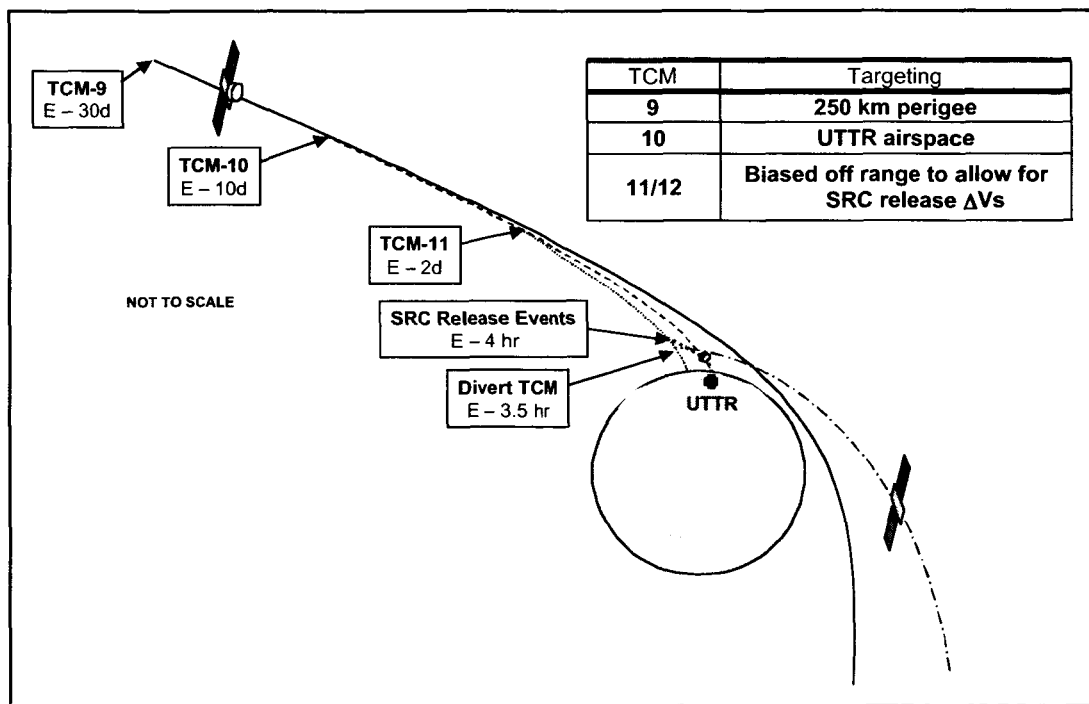 TCM-9
E – 30d
TCM-10
E – 10d
TCM-11
E – 2d
NOT TO SCALE
SRC Release Events
E – 4 hr
Divert TCM
E – 3.5 hr
UTTR
TCM Targeting
9 250 km perigee
10 UTTR airspace
11/12 Biased off range to allow for
SRC release ΔVs